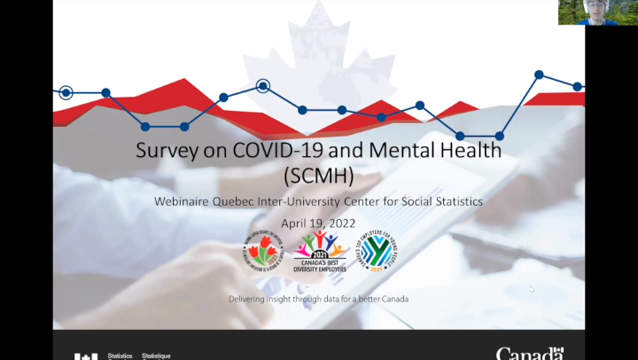 Survey on COVID-19 and Mental Health
(SCMH)
Webinaire Quebec Inter-University Center for Social Statistics
April 19, 2022
2021
CANADA'S BEST
DIVERSITY EMPLOYERS
Delivering insight through data for a better Canada
Statistics Statistique
Canada